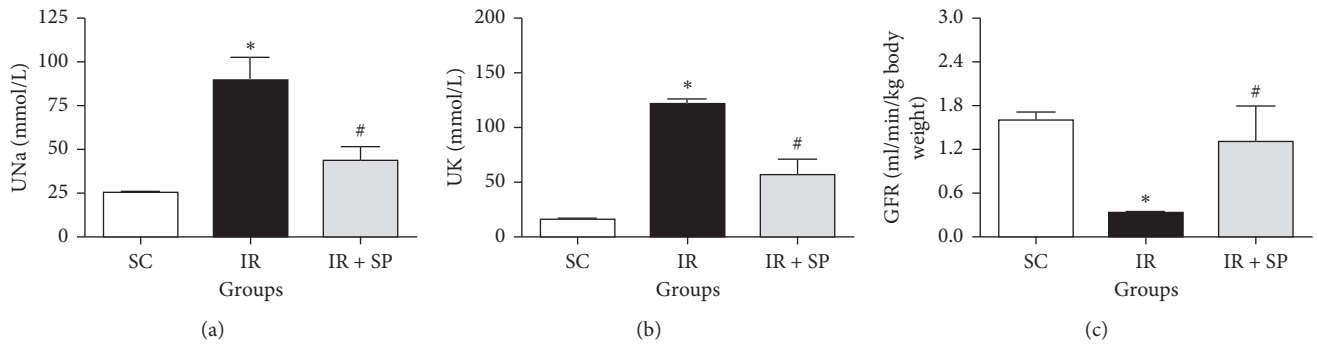 UNa (mmol/L)
125
100
75
50
25
0
*
#
SC
IR
IR + SP
Groups
(a)
UK (mmol/L)
200
150
100
50
0
*
#
SC
IR
IR + SP
Groups
(b)
GFR (ml/min/kg body
weight)
3.0
2.4
1.8
1.2
0.6
0.0
*
#
SC
IR
IR + SP
Groups
(c)